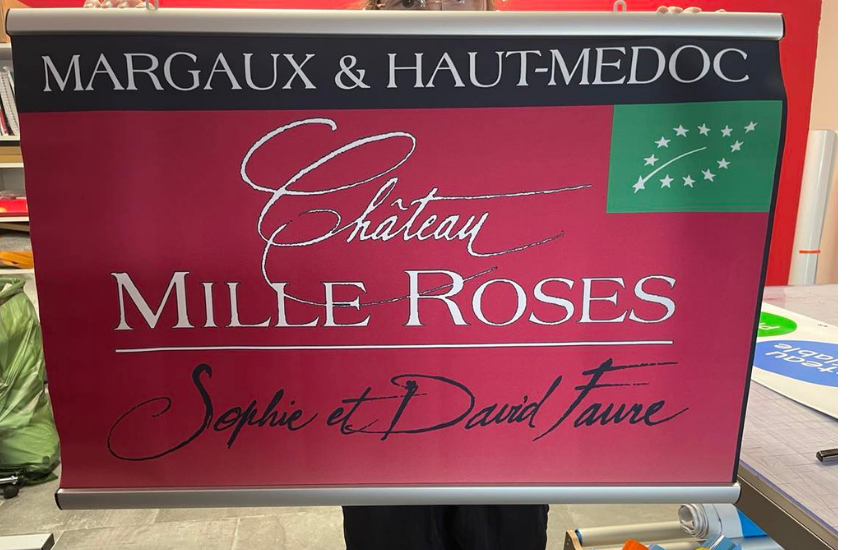 MARGAUX & HAUT-MEDOC
Château
MILLE ROSES
Sophie et David Faure